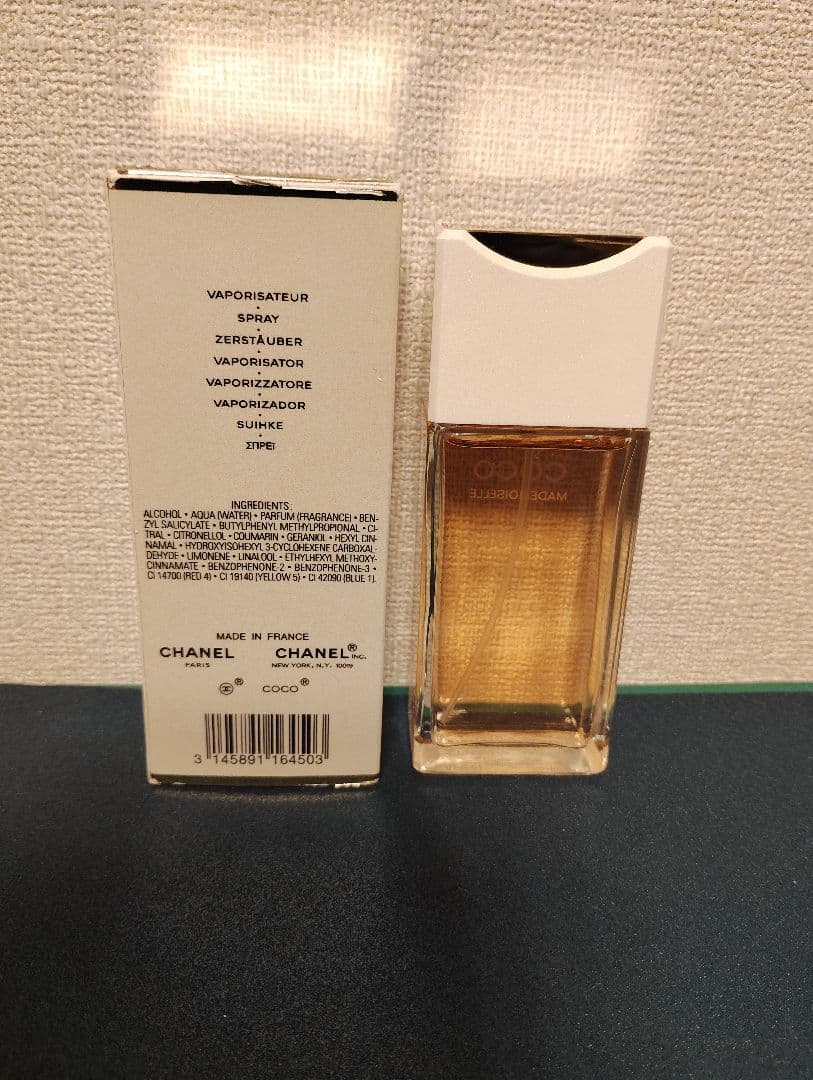 VAPORISATEUR
•
SPRAY
•
ZERSTÄUBER
•
VAPORISATOR
•
VAPORIZZATORE
•
VAPORIZADOR
•
SUIHKE
•
ΣΠΡΕΪ
INGREDIENTS:
ALCOHOL • AQUA (WATER) • PARFUM (FRAGRANCE) • BEN-
ZYL SALICYLATE • BUTYLPHENYL METHYLPROPIONAL • CI-
TRAL • CITRONELLOL • COUMARIN • GERANIOL • HEXYL CIN-
NAMAL • HYDROXYISOHEXYL 3-CYCLOHEXENE CARBOXAL-
DEHYDE • LIMONENE • LINALOOL • ETHYLHEXYL METHOXY-
CINNAMATE • BENZOPHENONE-2 • BENZOPHENONE-3 •
CI 14700 (RED 4) • CI 19140 (YELLOW 5) • CI 42090 (BLUE 1).
MADE IN FRANCE
CHANEL CHANEL® INC.
PARIS NEW YORK, N.Y. 10019
® COCO®
3 145891 164503
COCO
MADEMOISELLE